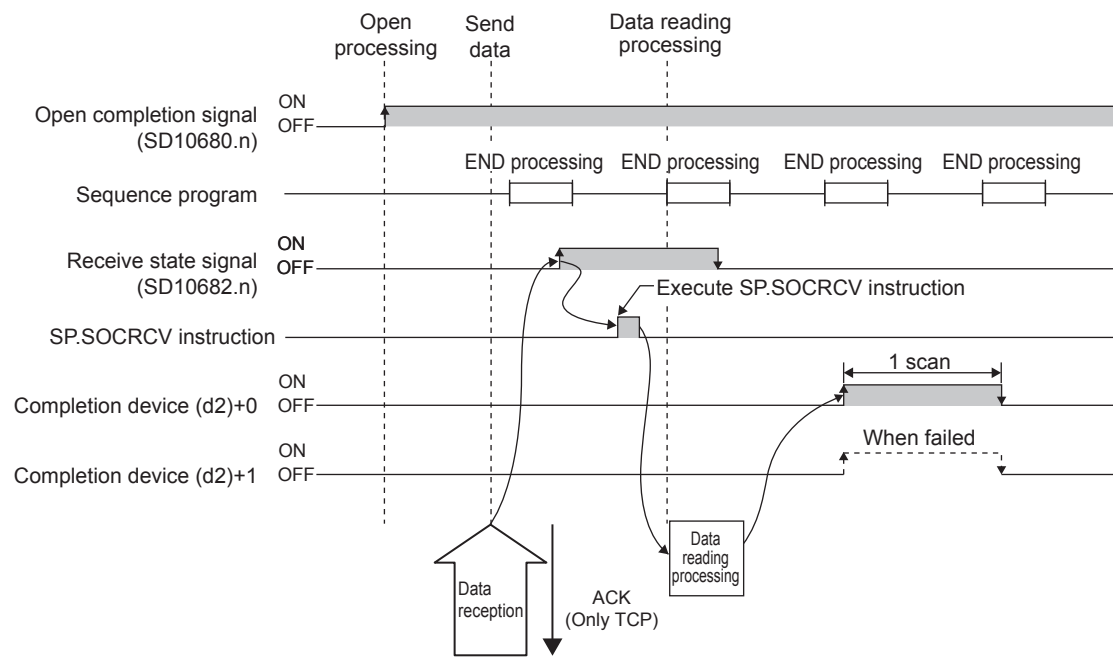 Open
processing
Send
data
Data reading
processing
Open completion signal
(SD10680.n)
ON
OFF
END processing
END processing
END processing
END processing
Sequence program
Receive state signal
(SD10682.n)
ON
OFF
Execute SP.SOCRCV instruction
SP.SOCRCV instruction
1 scan
Completion device (d2)+0
ON
OFF
When failed
Completion device (d2)+1
ON
OFF
Data
reception
ACK
(Only TCP)
Data
reading
processing